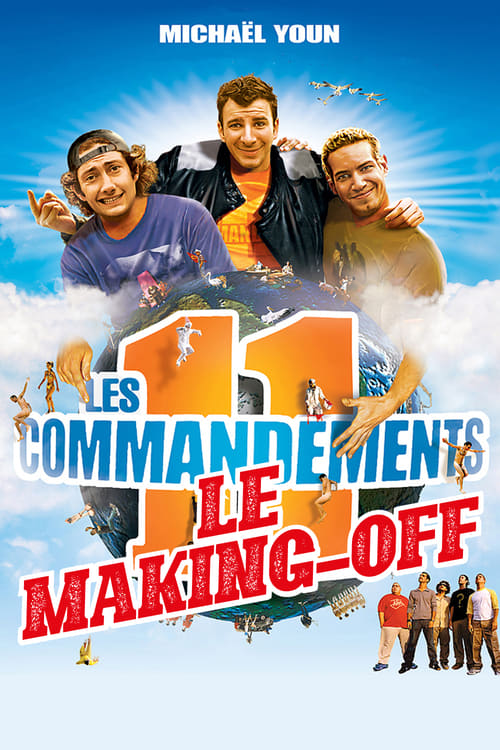 MICHAËL YOUN
LES 11
COMMANDEMENTS
LE
MAKING-OFF